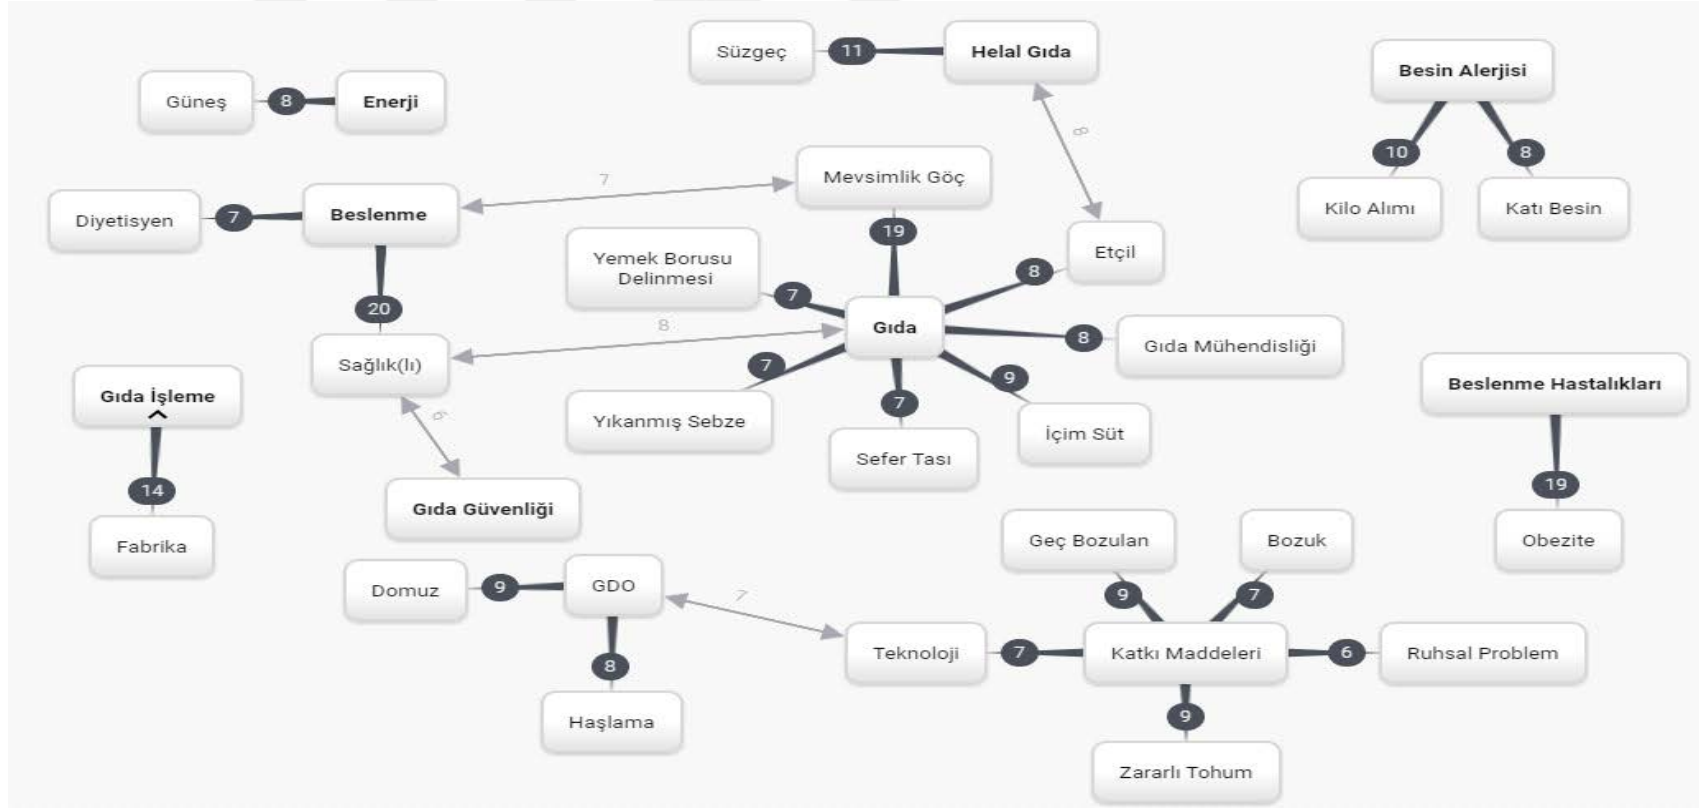 Süzgeç
11
Helal Gıda
Besin Alerjisi
Güneş
8
Enerji
8
10
8
Mevsimlik Göç
7
Kilo Alımı
Katı Besin
Diyetisyen
7
Beslenme
19
Etçil
Yemek Borusu
Delinmesi
8
7
20
8
Gıda
8
Gıda Mühendisliği
Sağlık(lı)
7
9
Beslenme Hastalıkları
Gıda İşleme
7
Yıkanmış Sebze
İçim Süt
6
Sefer Tası
14
19
Gıda Güvenliği
Fabrika
Geç Bozulan
Bozuk
Obezite
Domuz
9
GDO
7
9
7
8
Teknoloji
7
Katkı Maddeleri
6
Ruhsal Problem
Haşlama
9
Zararlı Tohum